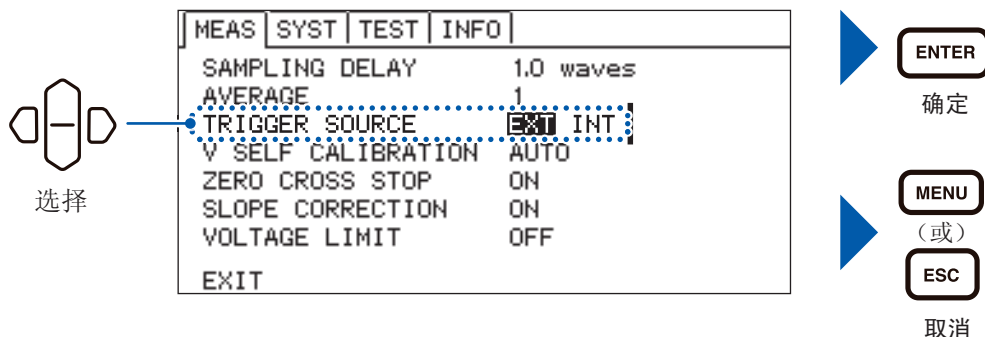 MEAS SYST TEST INFO
SAMPLING DELAY 1.0 waves
AVERAGE 1
TRIGGER SOURCE EXT INT
V SELF CALIBRATION AUTO
ZERO CROSS STOP ON
SLOPE CORRECTION ON
VOLTAGE LIMIT OFF
EXIT
选择
ENTER
确定
MENU
（或）
ESC
取消